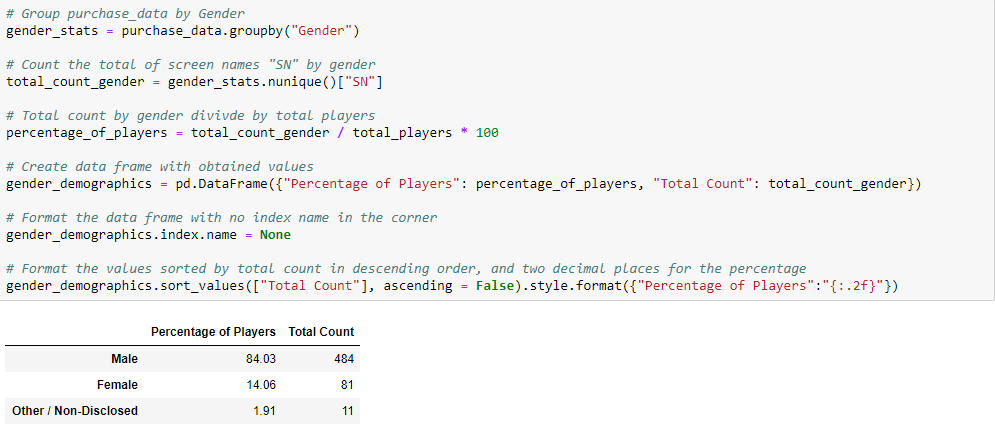 # Group purchase_data by Gender
gender_stats = purchase_data.groupby("Gender")
# Count the total of screen names "SN" by gender
total_count_gender = gender_stats.nunique()["SN"]
# Total count by gender divivde by total players
percentage_of_players = total_count_gender / total_players * 100
# Create data frame with obtained values
gender_demographics = pd.DataFrame({"Percentage of Players": percentage_of_players, "Total Count": total_count_gender})
# Format the data frame with no index name in the corner
gender_demographics.index.name = None
# Format the values sorted by total count in descending order, and two decimal places for the percentage
gender_demographics.sort_values(["Total Count"], ascending = False).style.format({"Percentage of Players":"{:.2f}"})
Percentage of Players Total Count
Male 84.03 484
Female 14.06 81
Other / Non-Disclosed 1.91 11